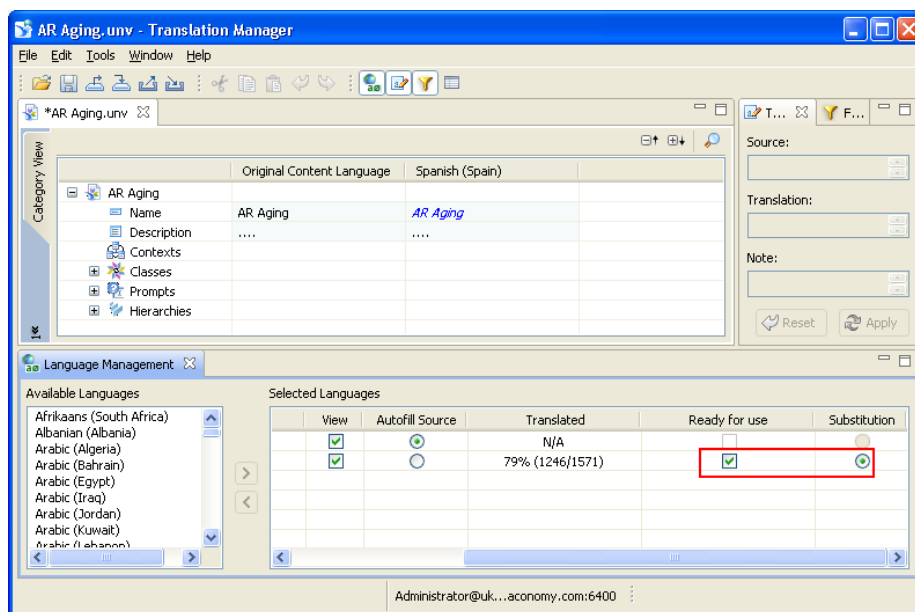 AR Aging.unv - Translation Manager
File Edit Tools Window Help
*AR Aging.unv
T... F...
Category View
Original Content Language Spanish (Spain)
AR Aging
Name AR Aging AR Aging
Description .... ....
Contexts
Classes
Prompts
Hierarchies
Source:
Translation:
Note:
Reset Apply
Language Management
Available Languages
Afrikaans (South Africa)
Albanian (Albania)
Arabic (Algeria)
Arabic (Bahrain)
Arabic (Egypt)
Arabic (Iraq)
Arabic (Jordan)
Arabic (Kuwait)
Arabic (Lebanon)
Selected Languages
View Autofill Source Translated Ready for use Substitution
N/A
79% (1246/1571)
Administrator@uk...aconomy.com:6400